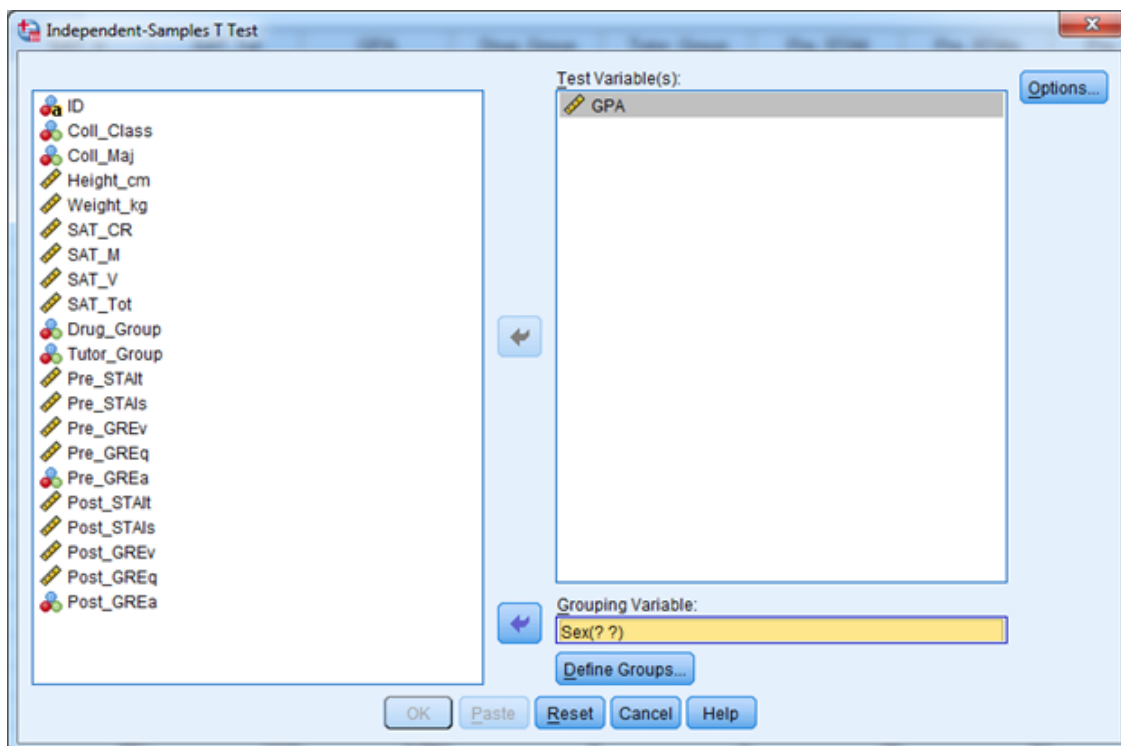 Independent-Samples T Test
ID
Coll_Class
Coll_Maj
Height_cm
Weight_kg
SAT_CR
SAT_M
SAT_V
SAT_Tot
Drug_Group
Tutor_Group
Pre_STAIt
Pre_STAIs
Pre_GREv
Pre_GREq
Pre_GREa
Post_STAIt
Post_STAIs
Post_GREv
Post_GREq
Post_GREa
Test Variable(s):
GPA
Options...
Grouping Variable:
Sex(? ?)
Define Groups...
OK Paste Reset Cancel Help